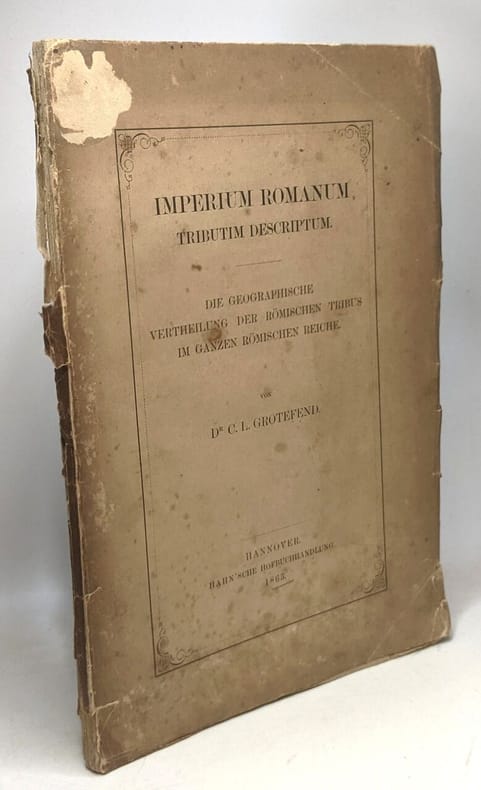 IMPERIUM ROMANUM,
TRIBUTIM DESCRIPTUM.
DIE GEOGRAPHISCHE
VERTHEILUNG DER RÖMISCHEN TRIBUS
IM GANZEN RÖMISCHEN REICHE.
VON
DR C. L. GROTEFEND.
HANNOVER.
HAHN'SCHE HOFBUCHHANDLUNG.
1863.